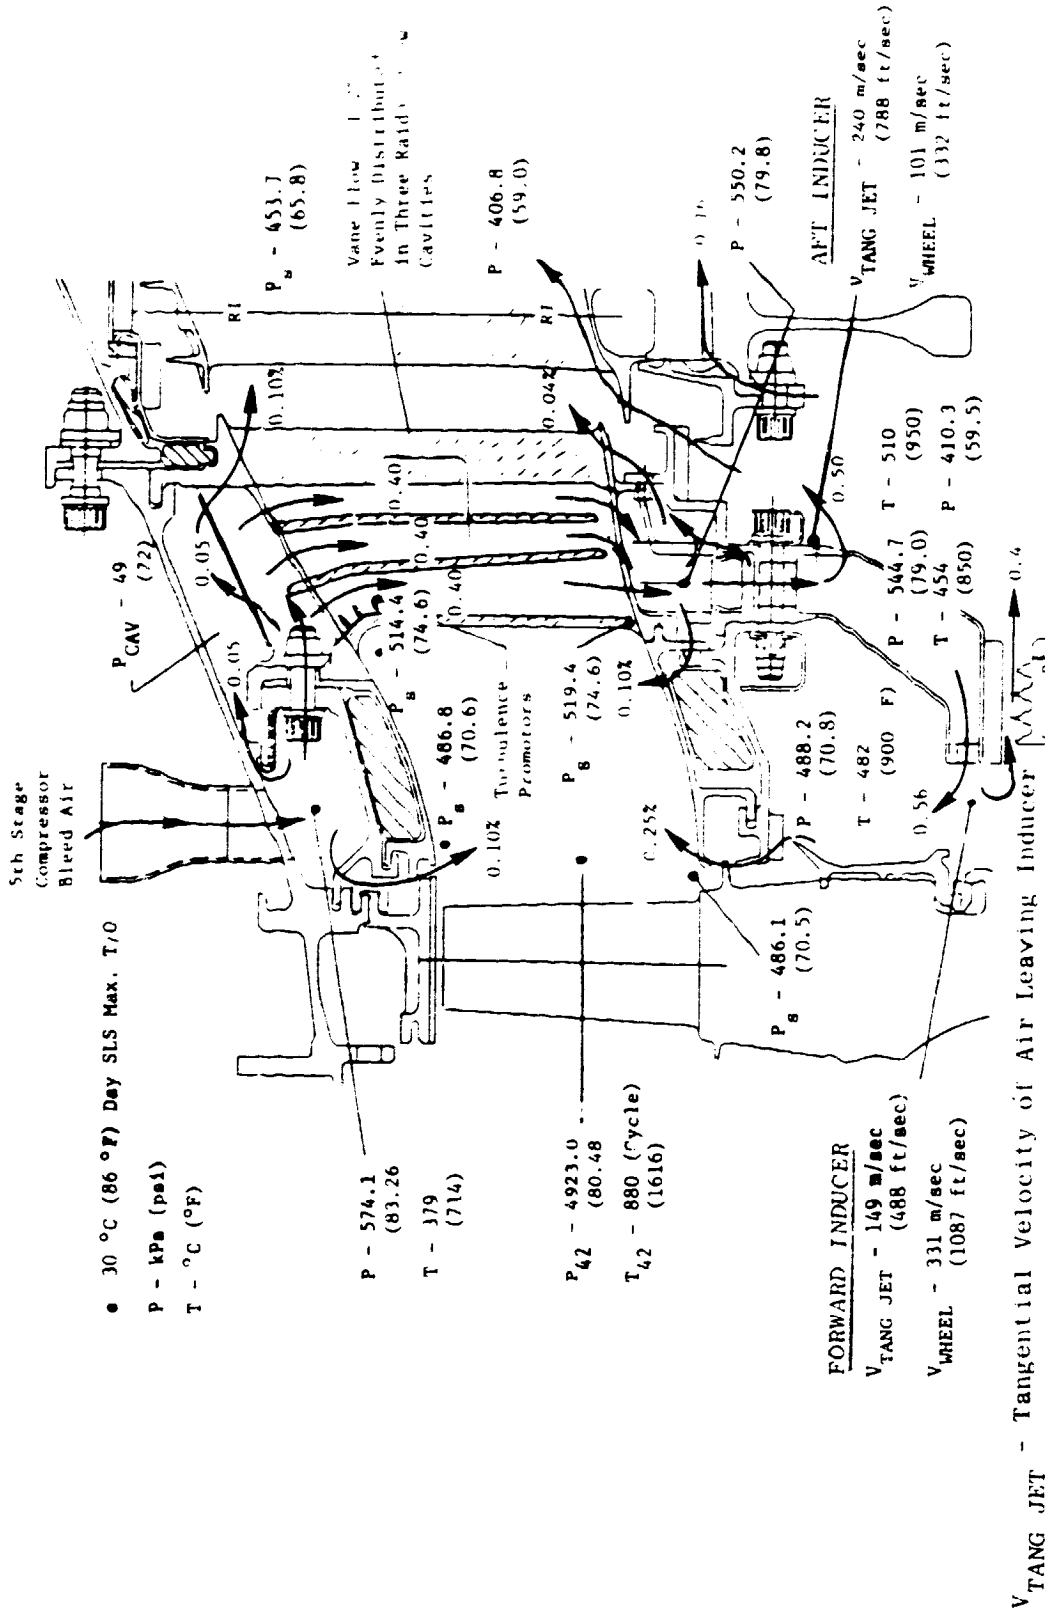 5th Stage
Compressor
Bleed Air
• 30 °C (86 °F) Day SLS Max. T/O
P - kPa (psi)
T - °C (°F)
P - 574.1
(83.26
T - 379
(714)
P42 - 4923.0
(80.48
T42 - 880 (Cycle)
(1616)
FORWARD INDUCER
VTANG JET - 149 m/sec
(488 ft/sec)
VWHEEL - 331 m/sec
(1087 ft/sec)
PCAV - 49
(72)
0.05
0.05
0.10%
Ps - 453.7
(65.8)
Vane Flow
Evenly Distributed
in Three
Cavities
P - 406.8
(59.0)
RI
RI
0.40
0.40
0.40
0.04%
Ps - 514.4
(74.6)
Ps - 486.8
(70.6)
Turbulence
Promotors
0.10%
Ps - 519.4
(74.6)
0.10%
0.25%
Ps - 486.1
(70.5)
P - 488.2
(70.8)
T - 482
(900 F)
0.56
P - 544.7
(79.0)
T - 454
(850)
0.50
T - 510
(950)
P - 410.3
(59.5)
0.4
P - 550.2
(79.8)
AFT INDUCER
VTANG JET - 240 m/sec
(788 ft/sec)
VWHEEL - 101 m/sec
(332 ft/sec)
VTANG JET - Tangential Velocity of Air Leaving Inducer